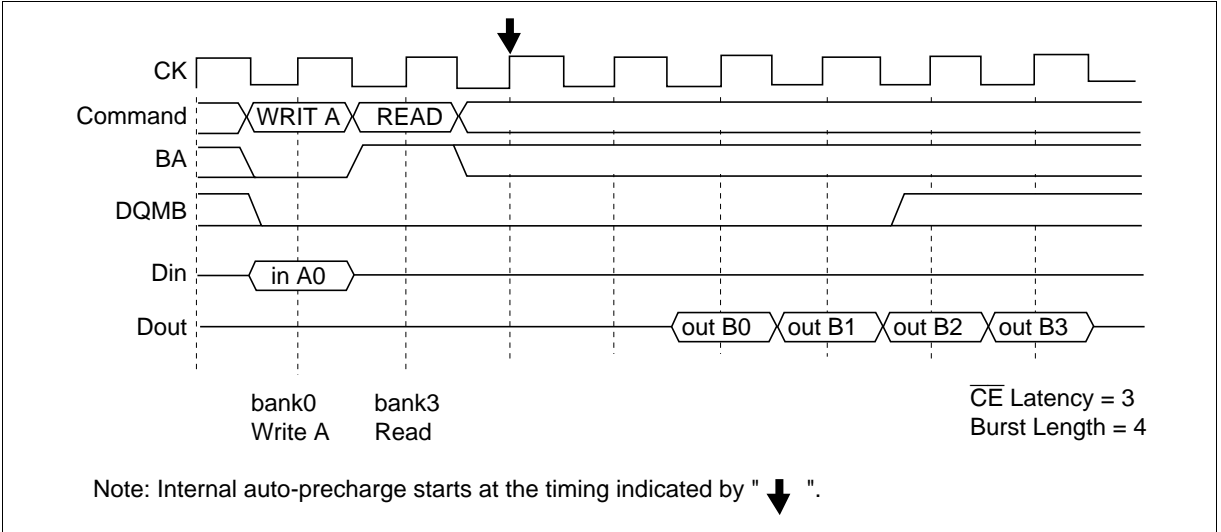 CK
Command WRIT A READ
BA
DQMB
Din in A0
Dout out B0 out B1 out B2 out B3
bank0 bank3 C̅E̅ Latency = 3
Write A Read Burst Length = 4
Note: Internal auto-precharge starts at the timing indicated by " ".